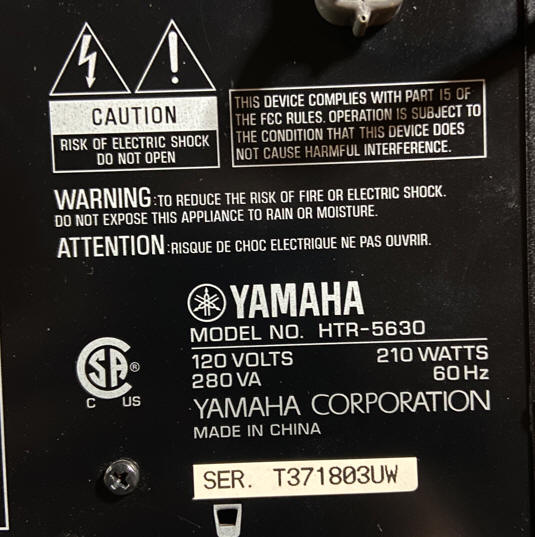 CAUTION
RISK OF ELECTRIC SHOCK
DO NOT OPEN
THIS DEVICE COMPLIES WITH PART 15 OF
THE FCC RULES. OPERATION IS SUBJECT TO
THE CONDITION THAT THIS DEVICE DOES
NOT CAUSE HARMFUL INTERFERENCE.
WARNING:TO REDUCE THE RISK OF FIRE OR ELECTRIC SHOCK.
DO NOT EXPOSE THIS APPLIANCE TO RAIN OR MOISTURE.
ATTENTION:RISQUE DE CHOC ELECTRIQUE NE PAS OUVRIR.
YAMAHA
MODEL NO. HTR-5630
120 VOLTS 210 WATTS
280 VA 60 Hz
YAMAHA CORPORATION
MADE IN CHINA
SA®
C US
SER. T371803UW